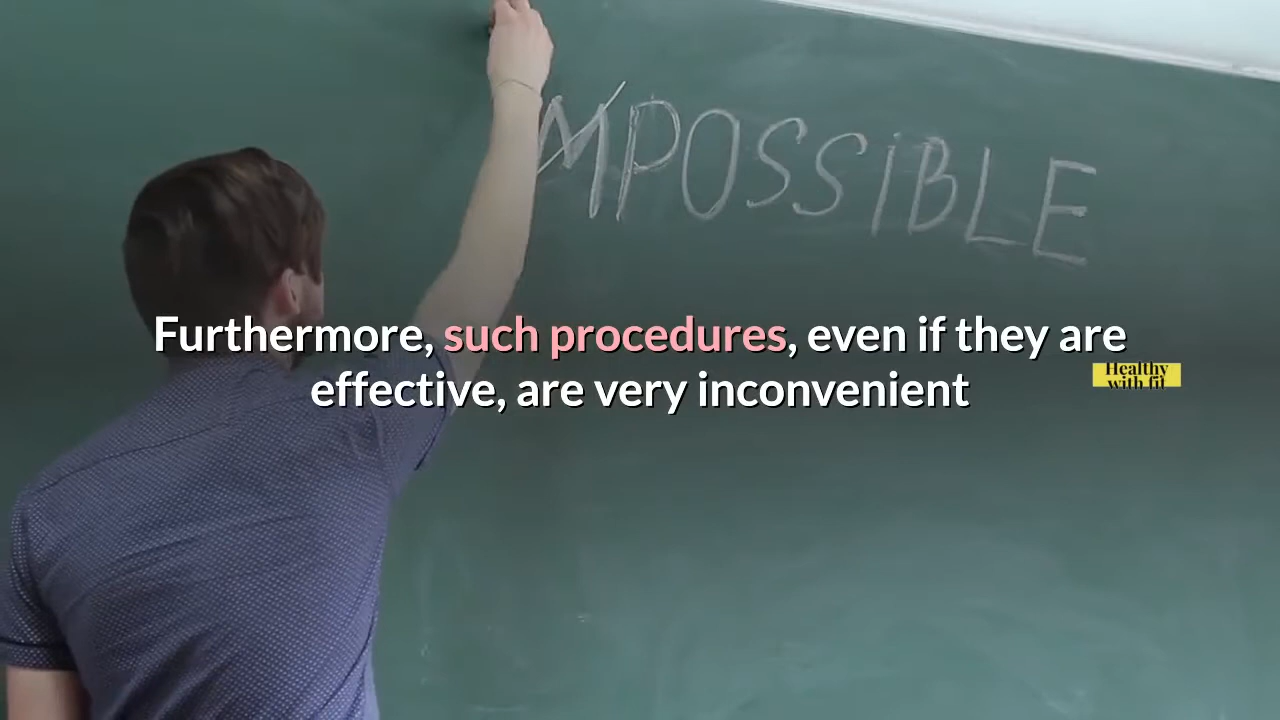 MPOSSIBLE
Furthermore, such procedures, even if they are
effective, are very inconvenient
Healthy
with fit